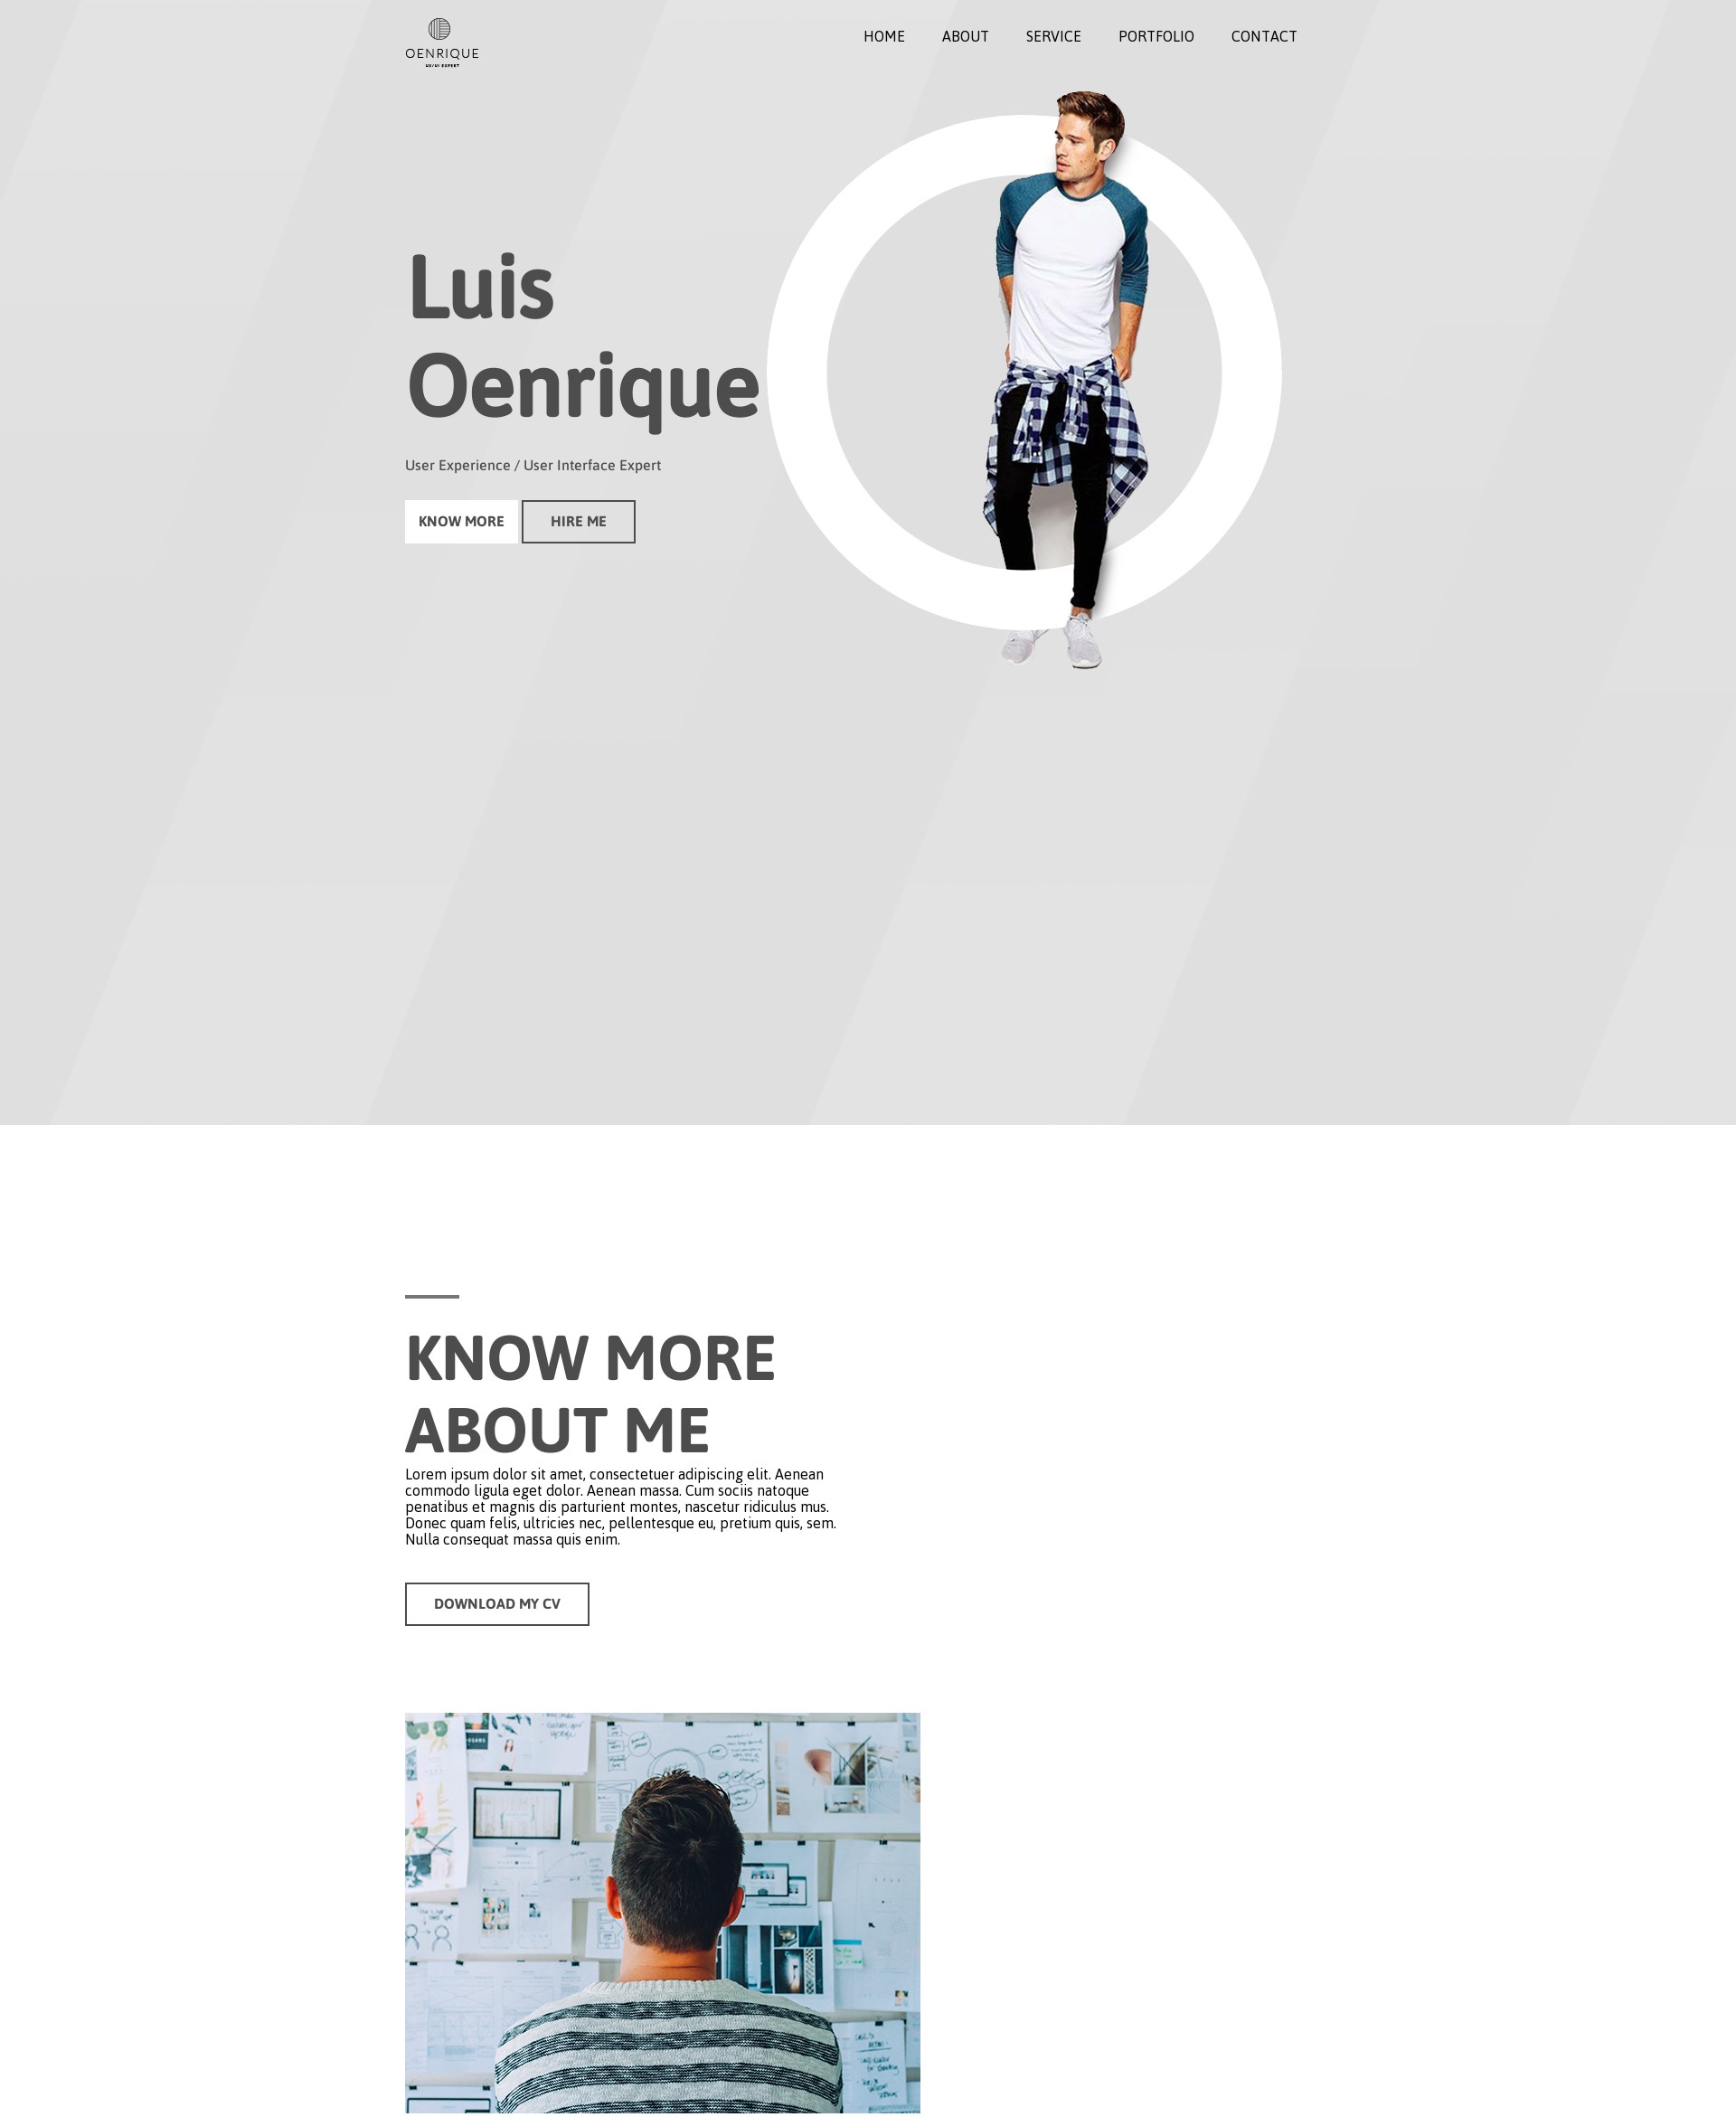 OENRIQUE
UX/UI EXPERT
HOME ABOUT SERVICE PORTFOLIO CONTACT
Luis
Oenrique
User Experience / User Interface Expert
KNOW MORE HIRE ME
KNOW MORE
ABOUT ME
Lorem ipsum dolor sit amet, consectetuer adipiscing elit. Aenean
commodo ligula eget dolor. Aenean massa. Cum sociis natoque
penatibus et magnis dis parturient montes, nascetur ridiculus mus.
Donec quam felis, ultricies nec, pellentesque eu, pretium quis, sem.
Nulla consequat massa quis enim.
DOWNLOAD MY CV